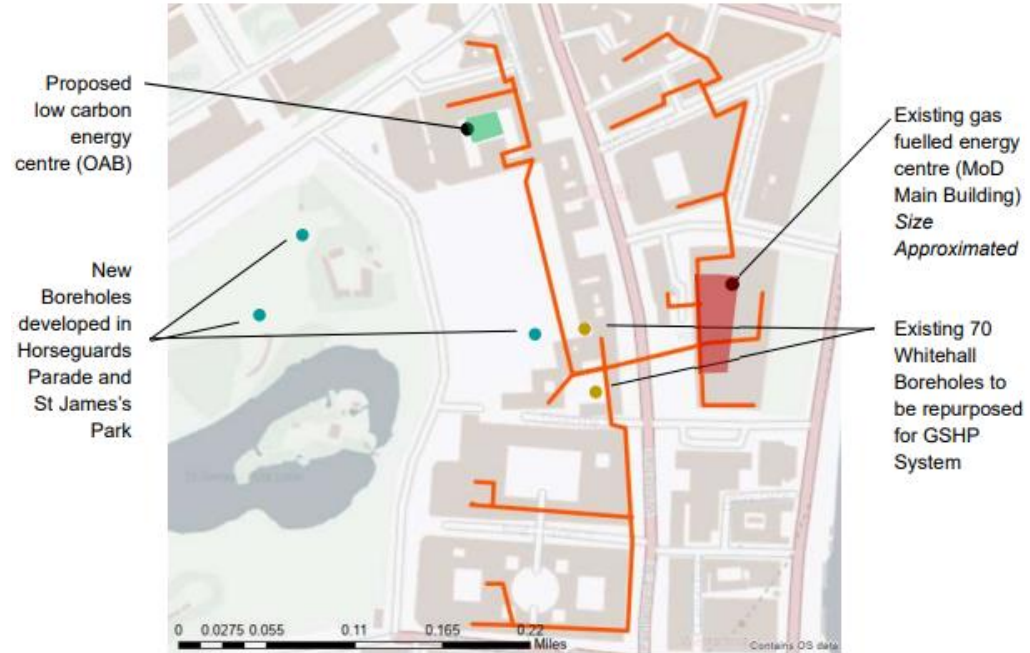 Proposed
low carbon
energy
centre (OAB)
New
Boreholes
developed in
Horseguards
Parade and
St James's
Park
Existing gas
fuelled energy
centre (MoD
Main Building)
Size
Approximated
Existing 70
Whitehall
Boreholes to
be repurposed
for GSHP
System
0 0.0275 0.055 0.11 0.165 0.22
Miles
Contains OS data